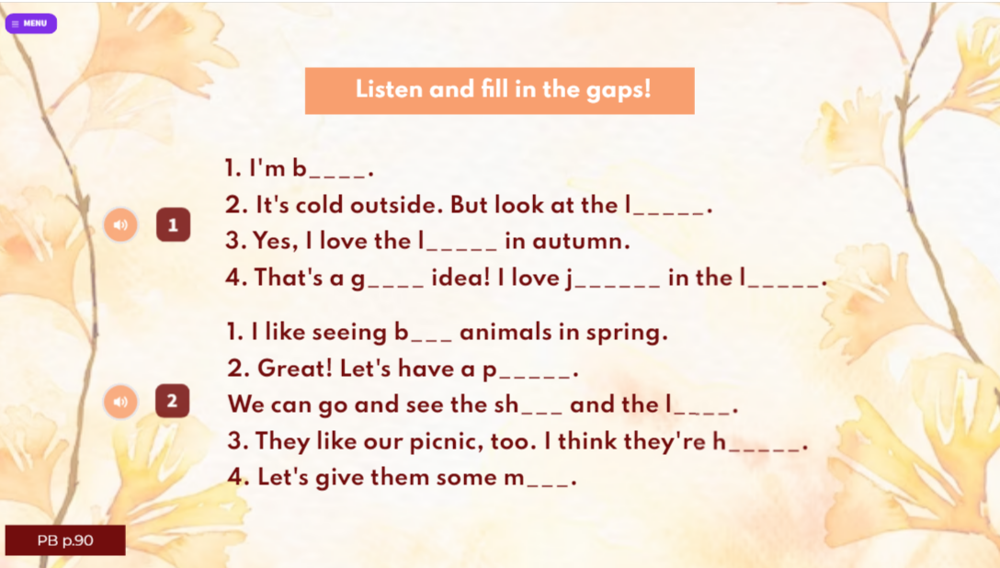 MENU
Listen and fill in the gaps!
1. I'm b____.
2. It's cold outside. But look at the l_____.
1
3. Yes, I love the l_____ in autumn.
4. That's a g____ idea! I love j______ in the l_____.
1. I like seeing b___ animals in spring.
2. Great! Let's have a p_____.
2
We can go and see the sh___ and the l____.
3. They like our picnic, too. I think they're h_____.
4. Let's give them some m___.
PB p.90